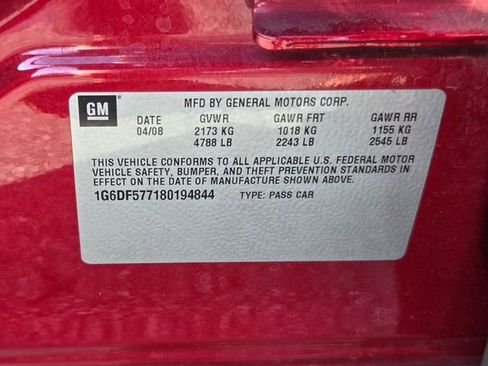 GM
MFD BY GENERAL MOTORS CORP.
DATE GVWR GAWR FRT GAWR RR
04/08 2173 KG 1018 KG 1155 KG
4788 LB 2243 LB 2545 LB
THIS VEHICLE CONFORMS TO ALL APPLICABLE U.S. FEDERAL MOTOR
VEHICLE SAFETY, BUMPER, AND THEFT PREVENTION STANDARDS IN
EFFECT ON THE DATE OF MANUFACTURE SHOWN ABOVE.
1G6DF577180194844 TYPE: PASS CAR